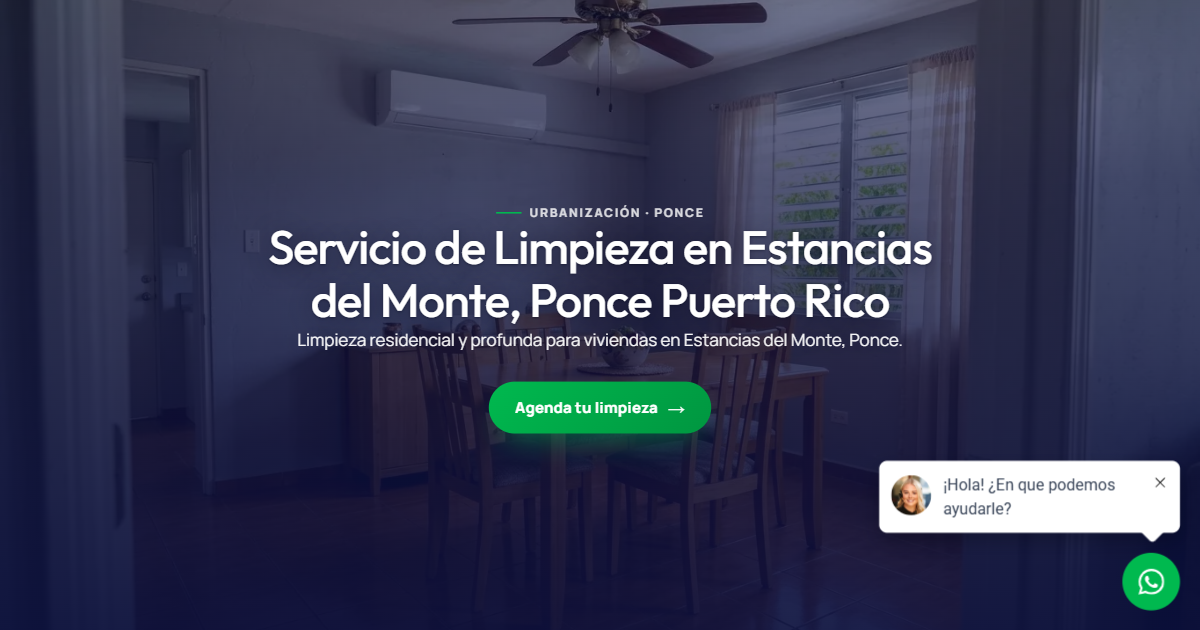 URBANIZACIÓN · PONCE
Servicio de Limpieza en Estancias
del Monte, Ponce Puerto Rico
Limpieza residencial y profunda para viviendas en Estancias del Monte, Ponce.
Agenda tu limpieza →
¡Hola! ¿En que podemos
ayudarle?